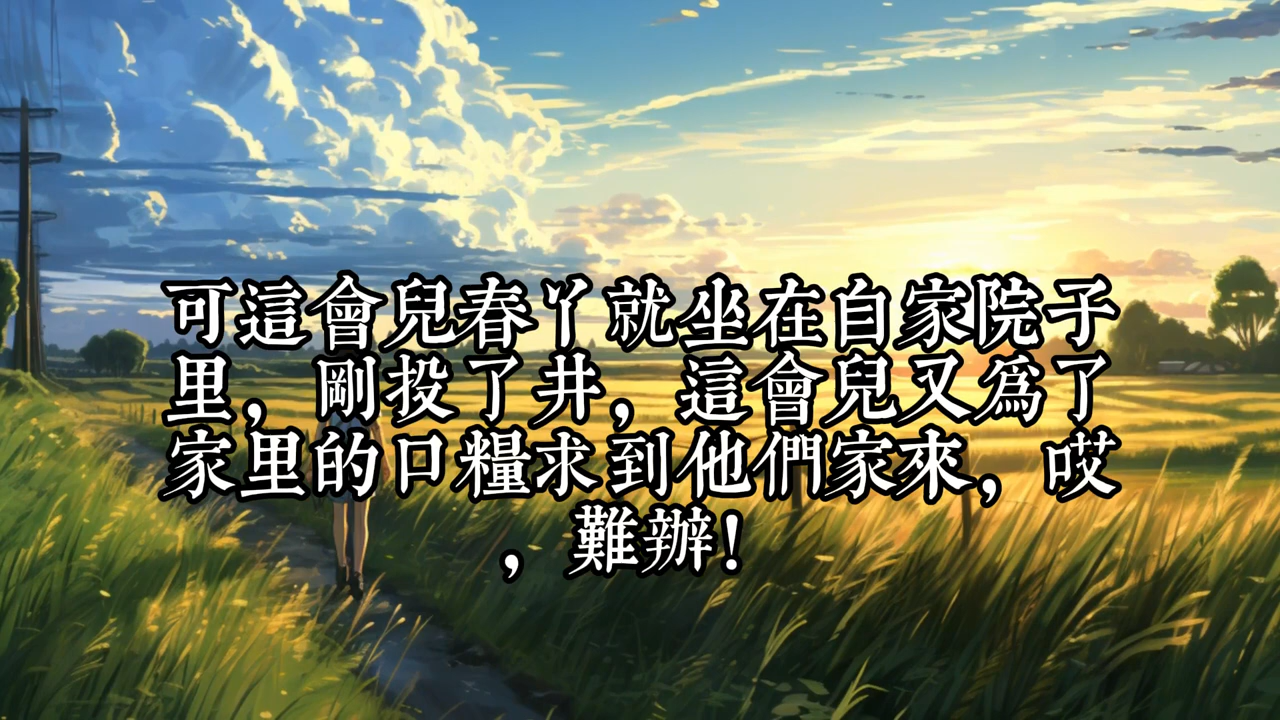 可這會兒春丫就坐在自家院子
里，剛投了井，這會兒又爲了
家里的口糧求到他們家來，哎
，難辦！